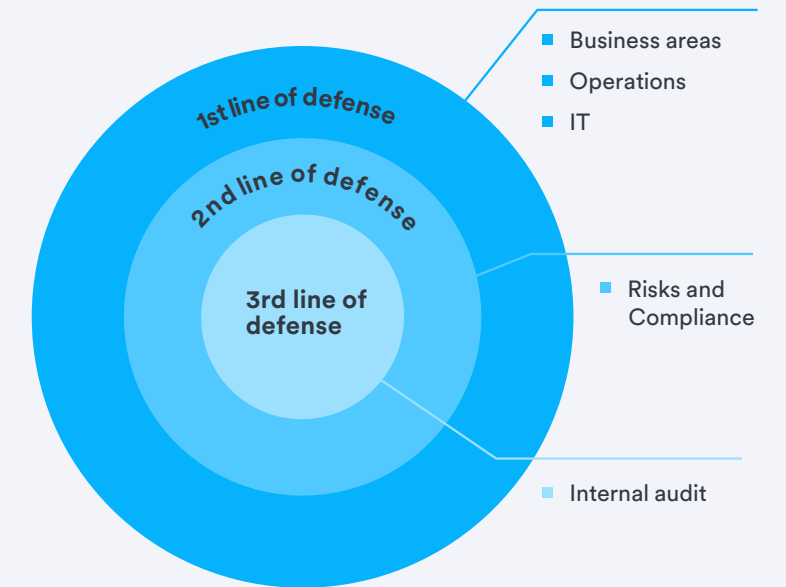 1st line of defense
2nd line of defense
3rd line of
defense
Business areas
Operations
IT
Risks and
Compliance
Internal audit